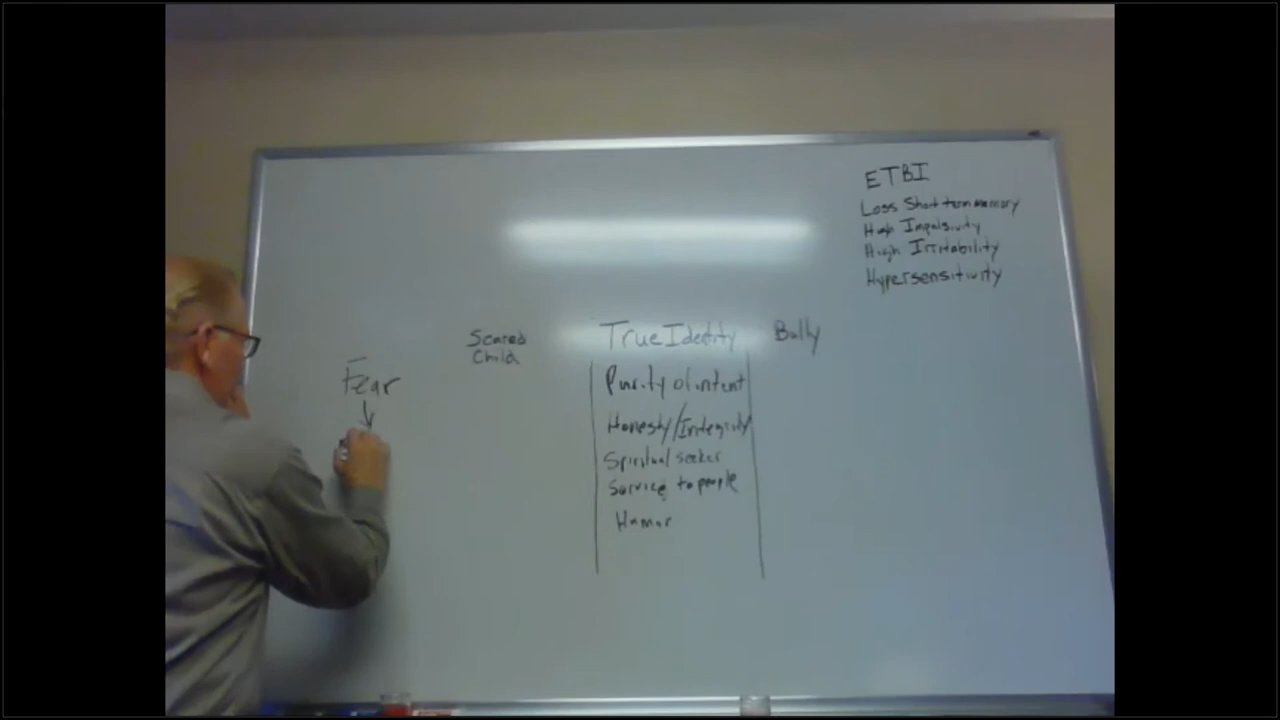 ETBI
Loss Short term memory
High Impulsivity
High Irritability
Hypersensitivity
Scared
Child
True Identity
Bully
Fear
Purity of intent
Honesty/Integrity
Spiritual seeker
Service to people
Humor